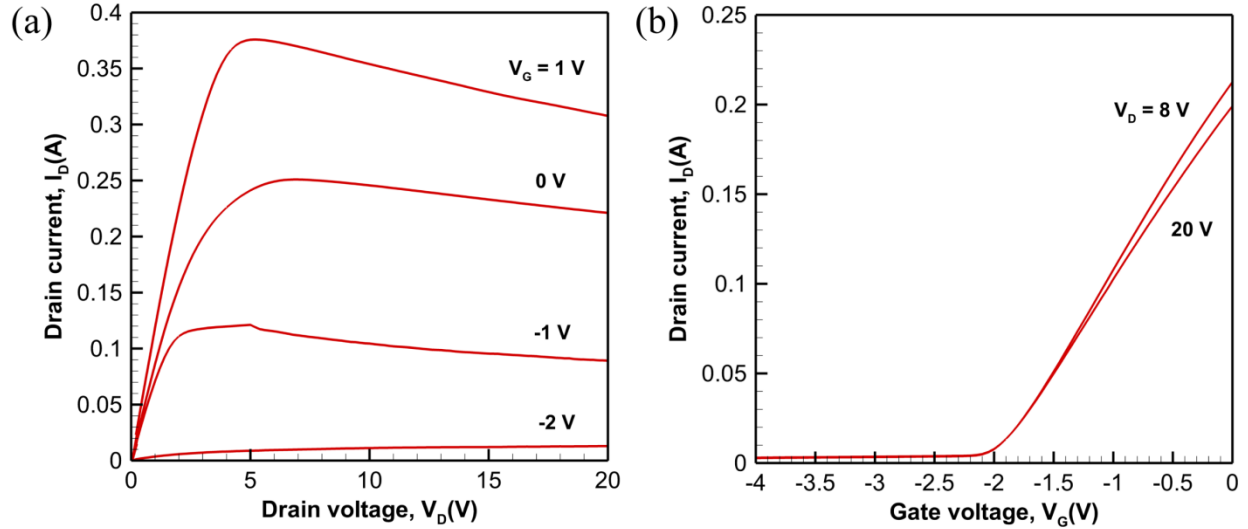 (a)
Drain current, I_D(A)
0.4
0.35
0.3
0.25
0.2
0.15
0.1
0.05
0
V_G = 1 V
0 V
-1 V
-2 V
0
5
10
15
20
Drain voltage, V_D(V)
(b)
Drain current, I_D(A)
0.25
0.2
0.15
0.1
0.05
0
V_D = 8 V
20 V
-4
-3.5
-3
-2.5
-2
-1.5
-1
-0.5
0
Gate voltage, V_G(V)